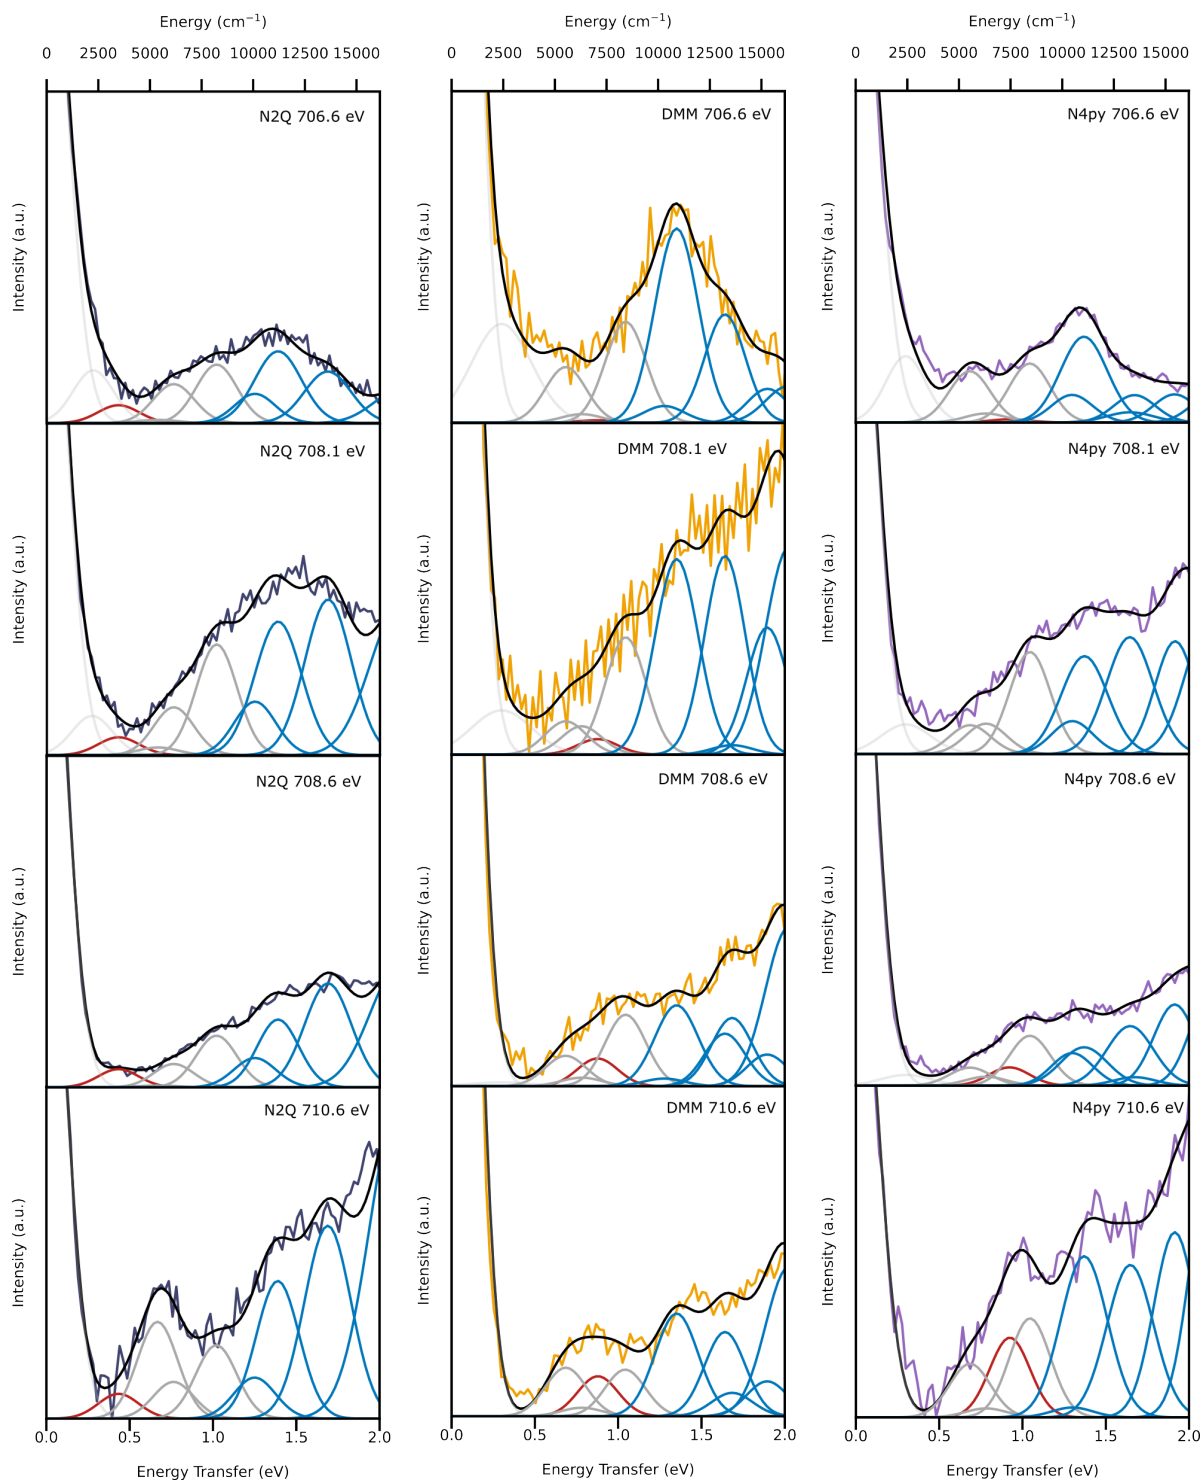 Energy (cm⁻¹) Energy (cm⁻¹) Energy (cm⁻¹)
0 2500 5000 7500 10000 12500 15000 0 2500 5000 7500 10000 12500 15000 0 2500 5000 7500 10000 12500 15000
N2Q 706.6 eV DMM 706.6 eV N4py 706.6 eV
Intensity (a.u.) Intensity (a.u.) Intensity (a.u.)
N2Q 708.1 eV DMM 708.1 eV N4py 708.1 eV
Intensity (a.u.) Intensity (a.u.) Intensity (a.u.)
N2Q 708.6 eV DMM 708.6 eV N4py 708.6 eV
Intensity (a.u.) Intensity (a.u.) Intensity (a.u.)
N2Q 710.6 eV DMM 710.6 eV N4py 710.6 eV
Intensity (a.u.) Intensity (a.u.) Intensity (a.u.)
0.0 0.5 1.0 1.5 2.0 0.0 0.5 1.0 1.5 2.0 0.0 0.5 1.0 1.5 2.0
Energy Transfer (eV) Energy Transfer (eV) Energy Transfer (eV)